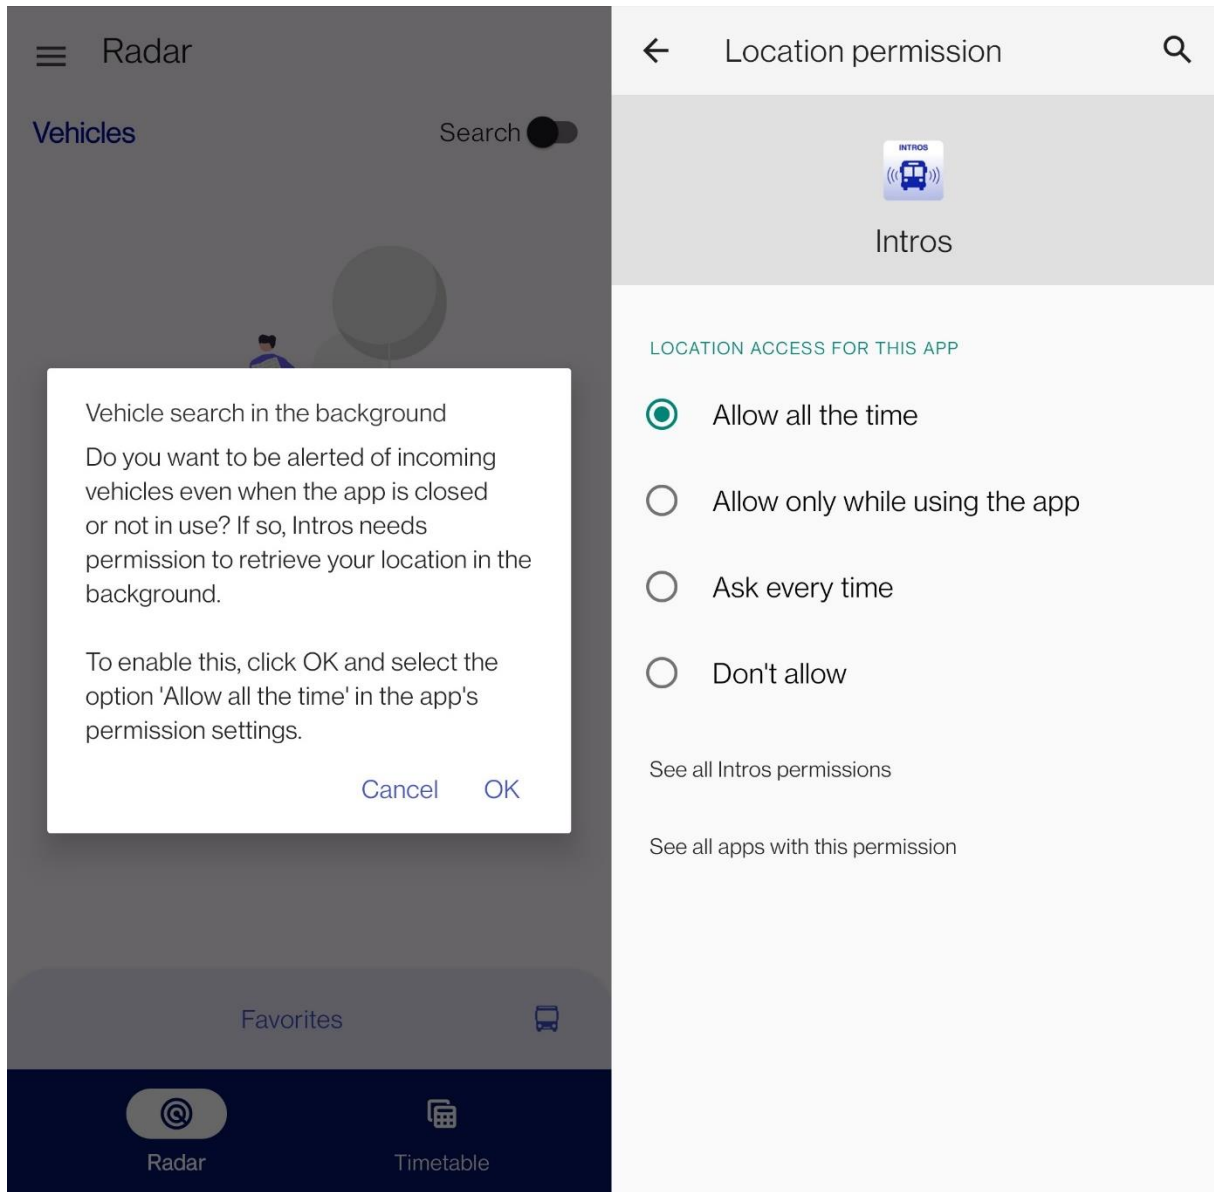 Radar
Vehicles
Search
Vehicle search in the background
Do you want to be alerted of incoming
vehicles even when the app is closed
or not in use? If so, Intros needs
permission to retrieve your location in the
background.
To enable this, click OK and select the
option 'Allow all the time' in the app's
permission settings.
Cancel
OK
Favorites
Radar
Timetable
Location permission
INTROS
Intros
LOCATION ACCESS FOR THIS APP
Allow all the time
Allow only while using the app
Ask every time
Don't allow
See all Intros permissions
See all apps with this permission